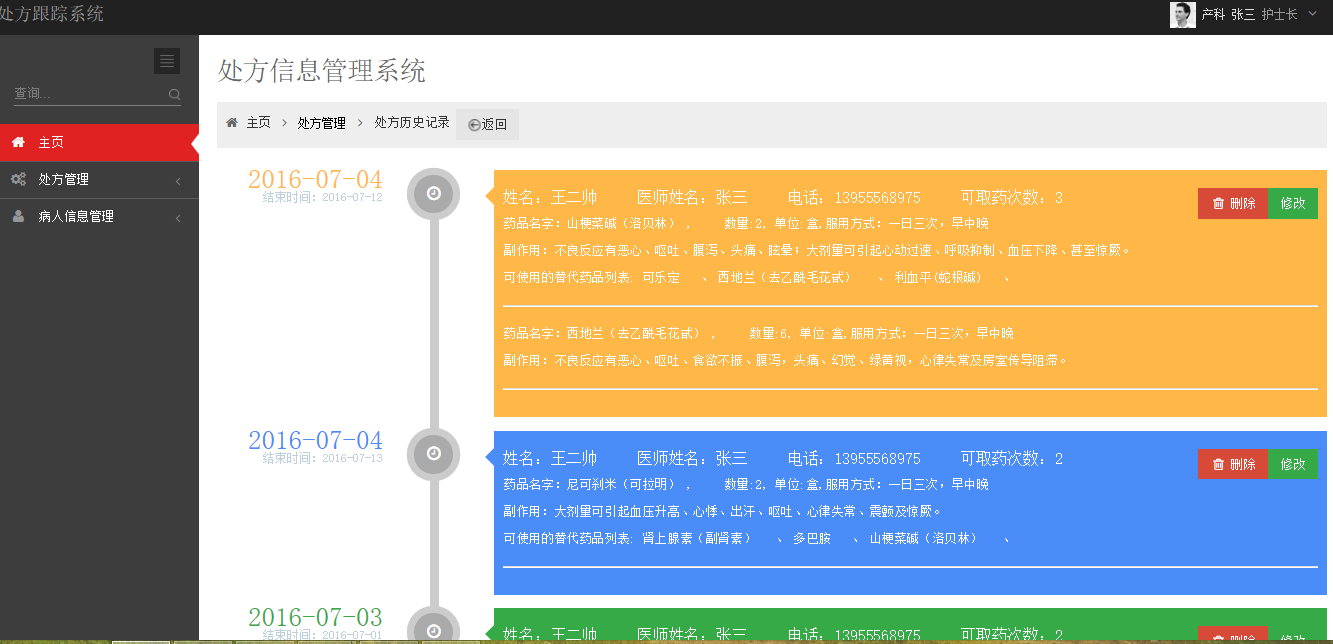 处方跟踪系统
产科 张三 护士长
查询...
主页
处方管理
病人信息管理
处方信息管理系统
主页 > 处方管理 > 处方历史记录 返回
2016-07-04
结束时间: 2016-07-12
姓名: 王二帅 医师姓名: 张三 电话: 13955568975 可取药次数: 3
删除 修改
药品名字: 山梗菜碱（洛贝林）, 数量:2, 单位:盒,服用方式: 一日三次，早中晚
副作用: 不良反应有恶心、呕吐、腹泻、头痛、眩晕；大剂量可引起心动过速、呼吸抑制、血压下降、甚至惊厥。
可使用的替代药品列表: 可乐定 、 西地兰（去乙酰毛花甙） 、 利血平(蛇根碱) 、
药品名字: 西地兰（去乙酰毛花甙）, 数量:6, 单位:盒,服用方式: 一日三次，早中晚
副作用: 不良反应有恶心、呕吐、食欲不振、腹泻，头痛、幻觉、绿黄视，心律失常及房室传导阻滞。
2016-07-04
结束时间: 2016-07-13
姓名: 王二帅 医师姓名: 张三 电话: 13955568975 可取药次数: 2
删除 修改
药品名字: 尼可刹米（可拉明）, 数量:2, 单位:盒,服用方式: 一日三次，早中晚
副作用: 大剂量可引起血压升高、心悸、出汗、呕吐、心律失常、震颤及惊厥。
可使用的替代药品列表: 肾上腺素（副肾素） 、 多巴胺 、 山梗菜碱（洛贝林） 、
2016-07-03
结束时间: 2016-07-01
姓名: 王二帅 医师姓名: 张三 电话: 13955568975 可取药次数: 2
删除 修改